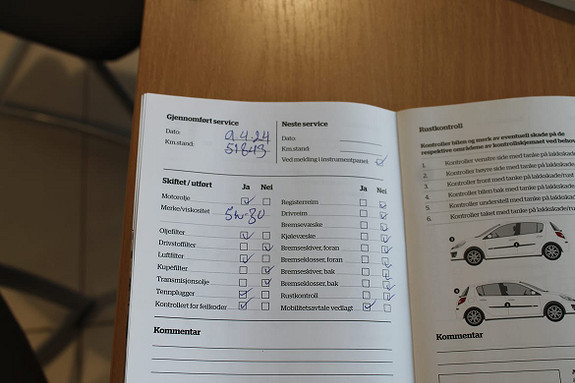 Gjennomført service
Dato: 9.4.24
Km.stand: 51843
Neste service
Dato:
Km.stand:
Ved melding i instrumentpanel
Skiftet / utført Ja Nei
Motorolje
Merke/viskositet 5w-30
Oljefilter
Drivstoffilter
Luftfilter
Kupéfilter
Transmisjonsolje
Tennplugger
Kontrollert for feilkoder
Ja Nei
Registerreim
Drivreim
Bremsevæske
Kjølevæske
Bremseskiver, foran
Bremseklosser, foran
Bremseskiver, bak
Bremseklosser, bak
Rustkontroll
Mobilitetsavtale vedlagt
Kommentar
Rustkontroll
Kontroller bilen og merk av eventuell skade på de
respektive områdene av kontrollskjemaet ved behov
1. Kontroller venstre side med tanke på lakkskade
2. Kontroller høyre side med tanke på lakkskade
3. Kontroller front med tanke på lakkskade/rust
4. Kontroller bilen bak med tanke på lakkskade
5. Kontroller understell med tanke på lakkskade
6. Kontroller taket med tanke på lakkskade/rust
Kommentar